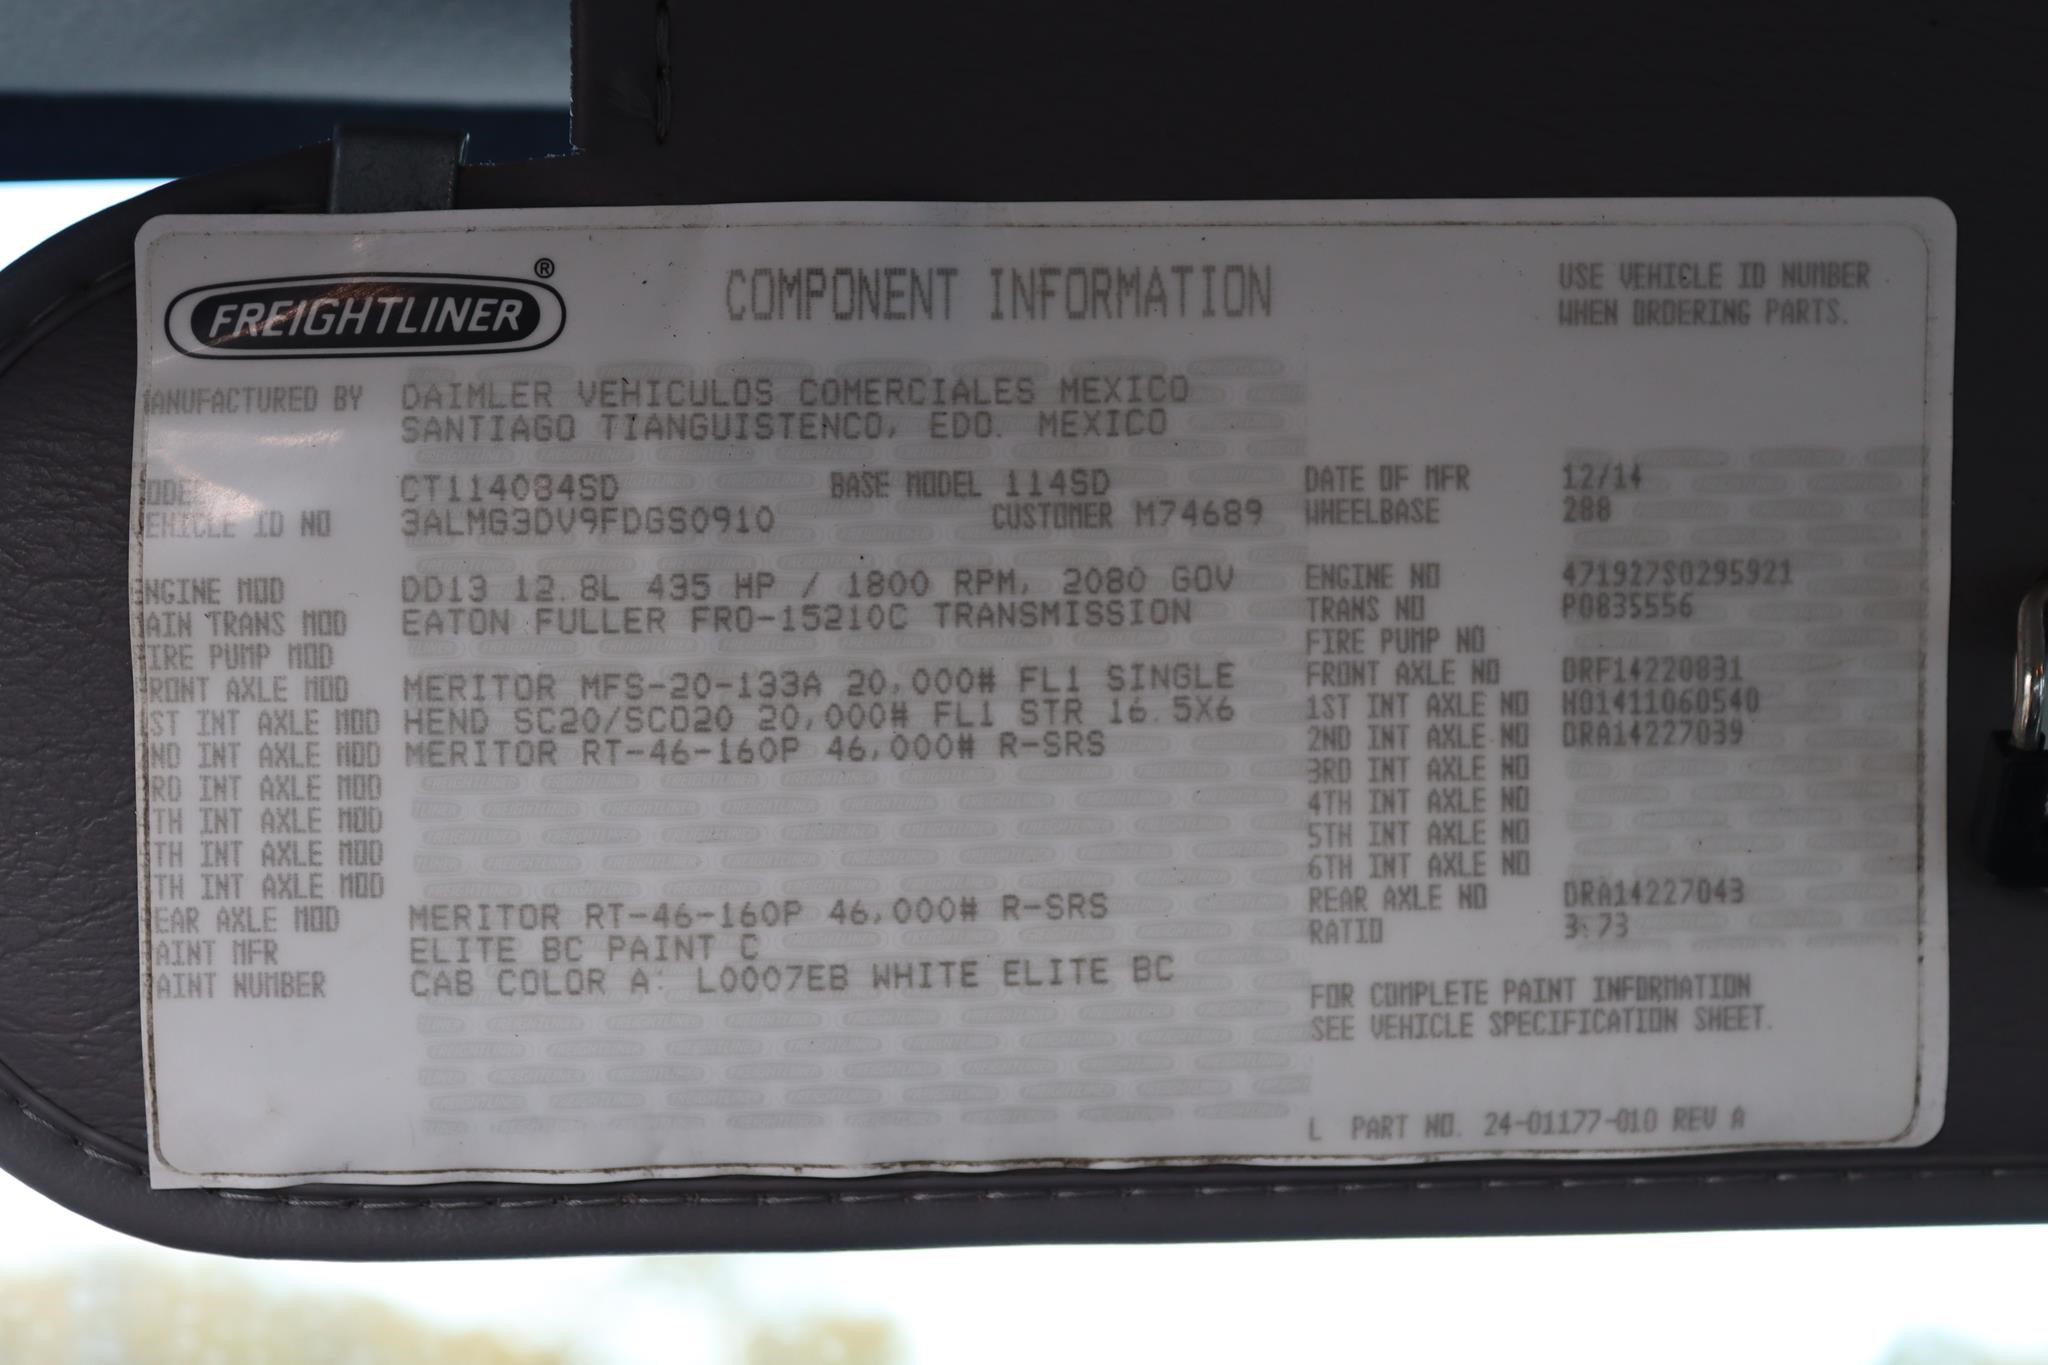 FREIGHTLINER ®
COMPONENT INFORMATION
USE VEHICLE ID NUMBER
WHEN ORDERING PARTS.
MANUFACTURED BY DAIMLER VEHICULOS COMERCIALES MEXICO
SANTIAGO TIANGUISTENCO, EDO. MEXICO
ODE CT114084SD BASE MODEL 114SD DATE OF MFR 12/14
EHICLE ID NO 3ALMG3DV9FDGS0910 CUSTOMER M74689 WHEELBASE 288
ENGINE MOD DD13 12.8L 435 HP / 1800 RPM, 2080 GOV ENGINE NO 471927S0295921
AIN TRANS MOD EATON FULLER FRO-15210C TRANSMISSION TRANS NO P0835556
IRE PUMP MOD FIRE PUMP NO
RONT AXLE MOD MERITOR MFS-20-133A 20,000# FL1 SINGLE FRONT AXLE NO DRF14220831
ST INT AXLE MOD HEND SC20/SCO20 20,000# FL1 STR 16.5X6 1ST INT AXLE NO HO1411060540
ND INT AXLE MOD MERITOR RT-46-160P 46,000# R-SRS 2ND INT AXLE NO DRA14227039
RD INT AXLE MOD 3RD INT AXLE NO
TH INT AXLE MOD 4TH INT AXLE NO
TH INT AXLE MOD 5TH INT AXLE NO
TH INT AXLE MOD 6TH INT AXLE NO
EAR AXLE MOD MERITOR RT-46-160P 46,000# R-SRS REAR AXLE NO DRA14227043
AINT MFR ELITE BC PAINT C RATIO 3.73
AINT NUMBER CAB COLOR A: L0007EB WHITE ELITE BC
FOR COMPLETE PAINT INFORMATION
SEE VEHICLE SPECIFICATION SHEET.
L PART NO. 24-01177-010 REV A